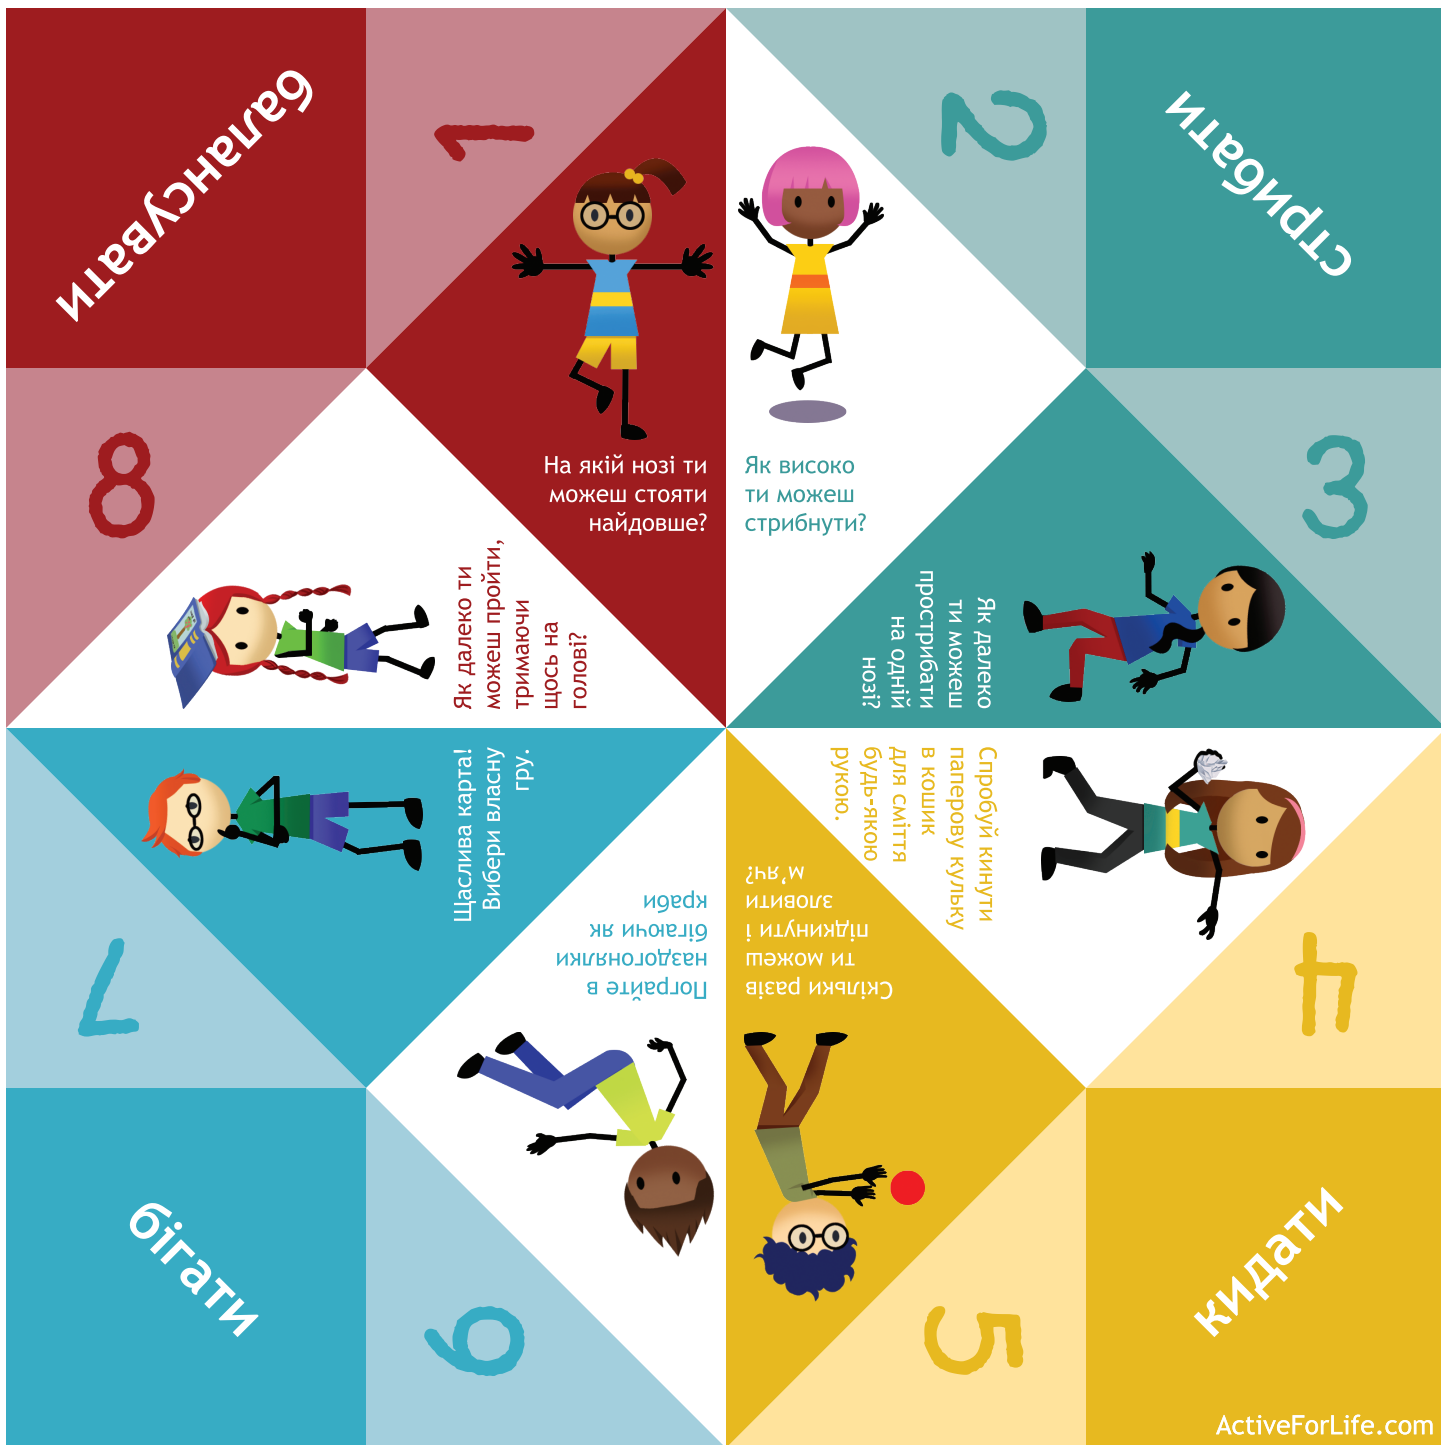 балансувати
1
2
стрибати
8
3
На якій нозі ти
можеш стояти
найдовше?
Як високо
ти можеш
стрибнути?
Як далеко ти
можеш пройти,
тримаючи
щось на
голові?
Як далеко
ти можеш
прострибати
на одній
нозі?
Щаслива карта!
Вибери власну
гру.
Спробуй кинути
паперову кульку
в кошик
для сміття
будь-якою
рукою.
Пограйте в
наздогонялки
бігаючи як
краби
Скільки разів
ти можеш
підкинути і
зловити
м’яч?
7
4
бігати
6
5
кидати
ActiveForLife.com